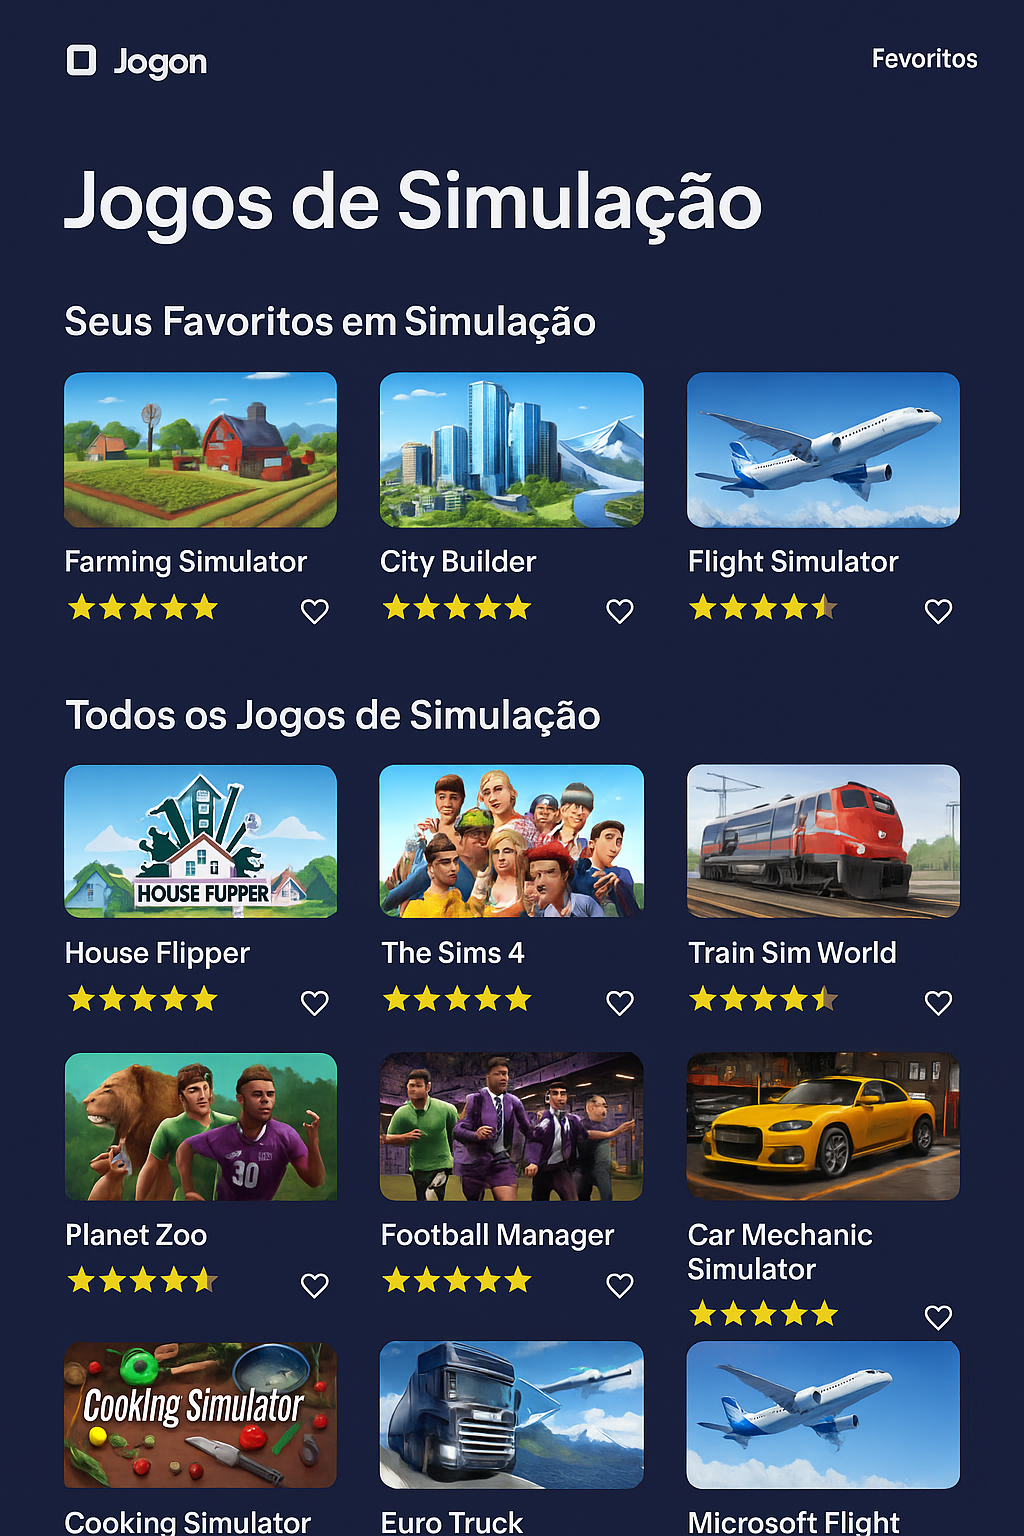 Jogon
Fevoritos
Jogos de Simulação
Seus Favoritos em Simulação
Farming Simulator
City Builder
Flight Simulator
Todos os Jogos de Simulação
HOUSE FUPPER
House Flipper
The Sims 4
Train Sim World
30
Planet Zoo
Football Manager
Car Mechanic
Simulator
CookIng Simulator
Cooking Simulator
Euro Truck
Microsoft Flight